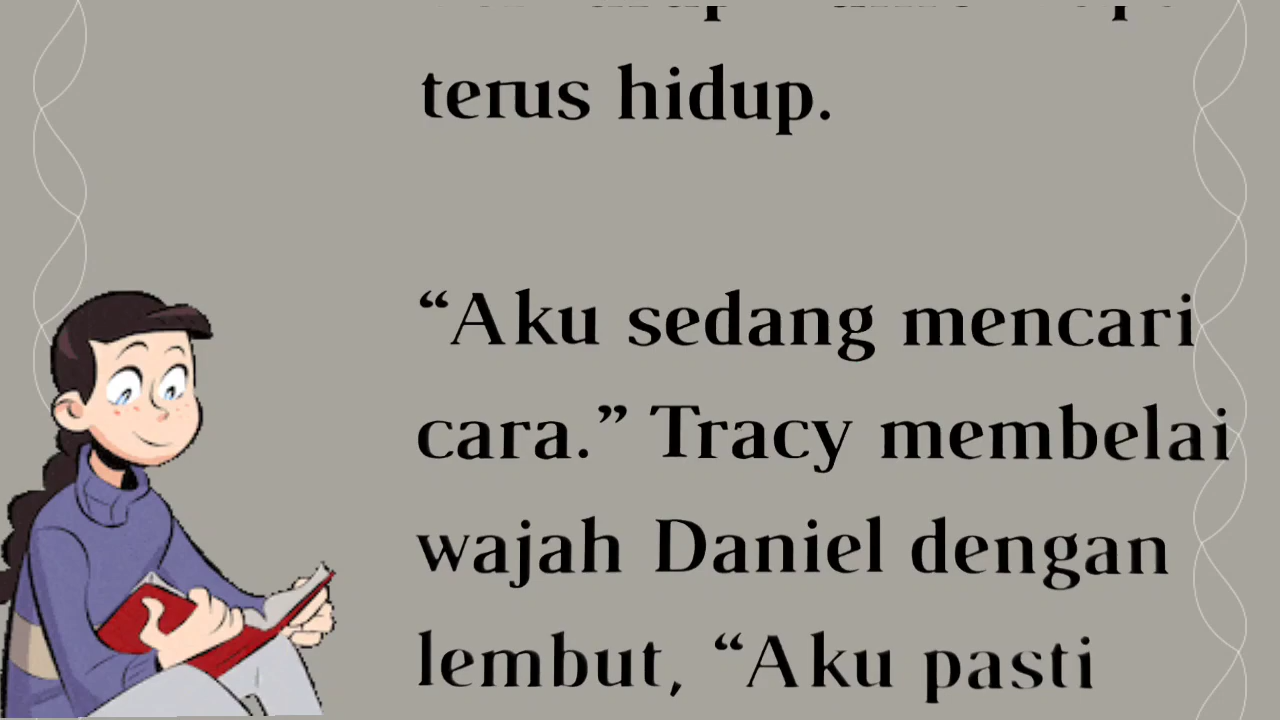 terus hidup.
“Aku sedang mencari
cara.” Tracy membelai
wajah Daniel dengan
lembut, “Aku pasti